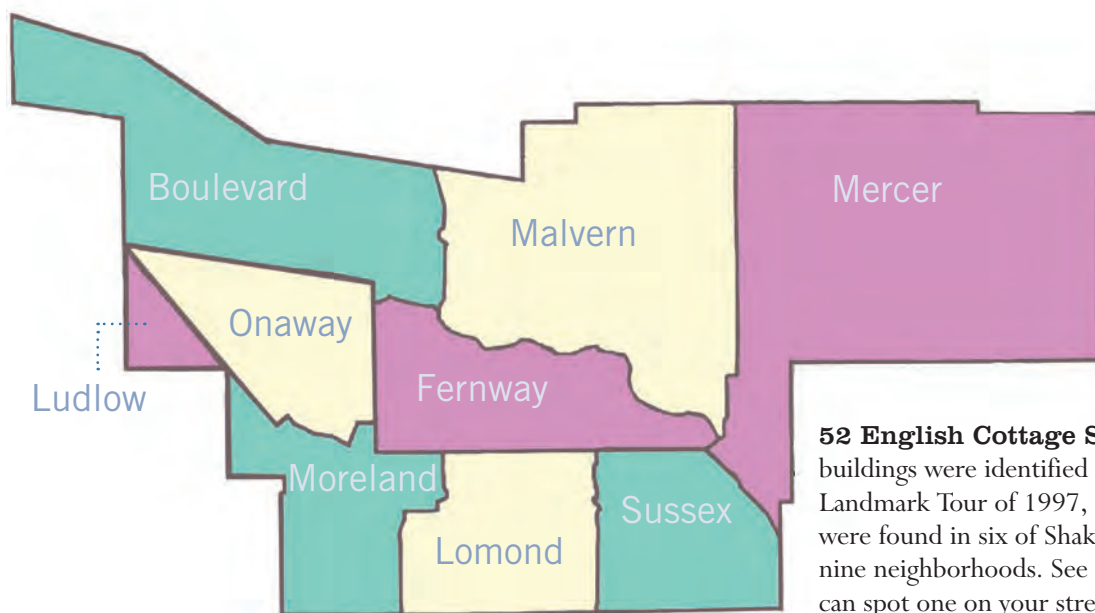 Boulevard
Mercer
Malvern
Onaway
Fernway
Ludlow
Moreland
Sussex
Lomond
52 English Cottage S
buildings were identified
Landmark Tour of 1997,
were found in six of Shak
nine neighborhoods. See
can spot one on your stre